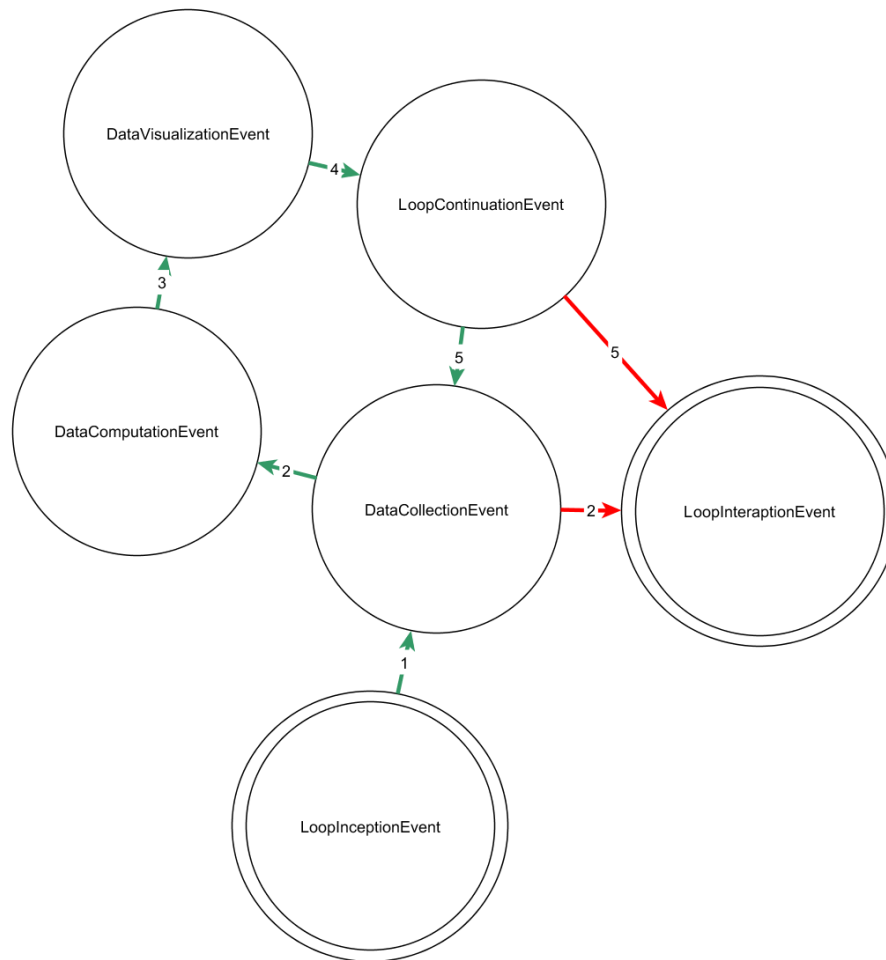 DataVisualizationEvent
4
LoopContinuationEvent
3
5
5
DataComputationEvent
2
DataCollectionEvent
2
LoopInteraptionEvent
1
LoopInceptionEvent